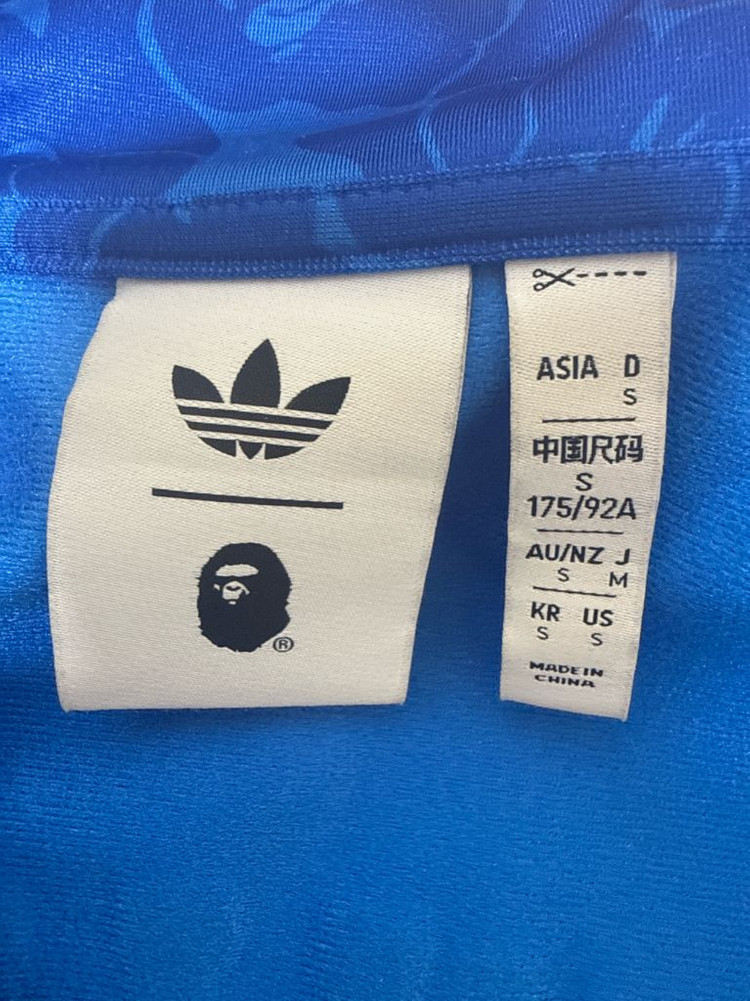 ®
ASIA D
S
中国尺码
S
175/92A
AU/NZ J
S M
KR US
S S
MADE IN
CHINA